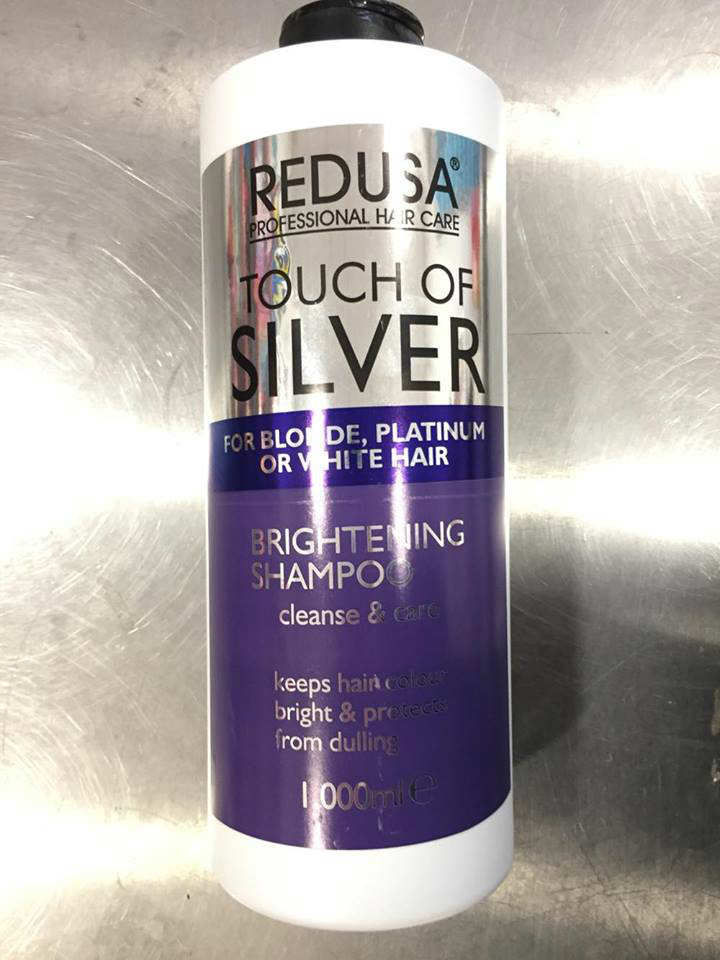 REDUSA®
PROFESSIONAL HAIR CARE
TOUCH OF
SILVER
FOR BLONDE, PLATINUM
OR WHITE HAIR
BRIGHTENING
SHAMPOO
cleanse & care
keeps hair colour
bright & protects
from dulling
1000ml ℮